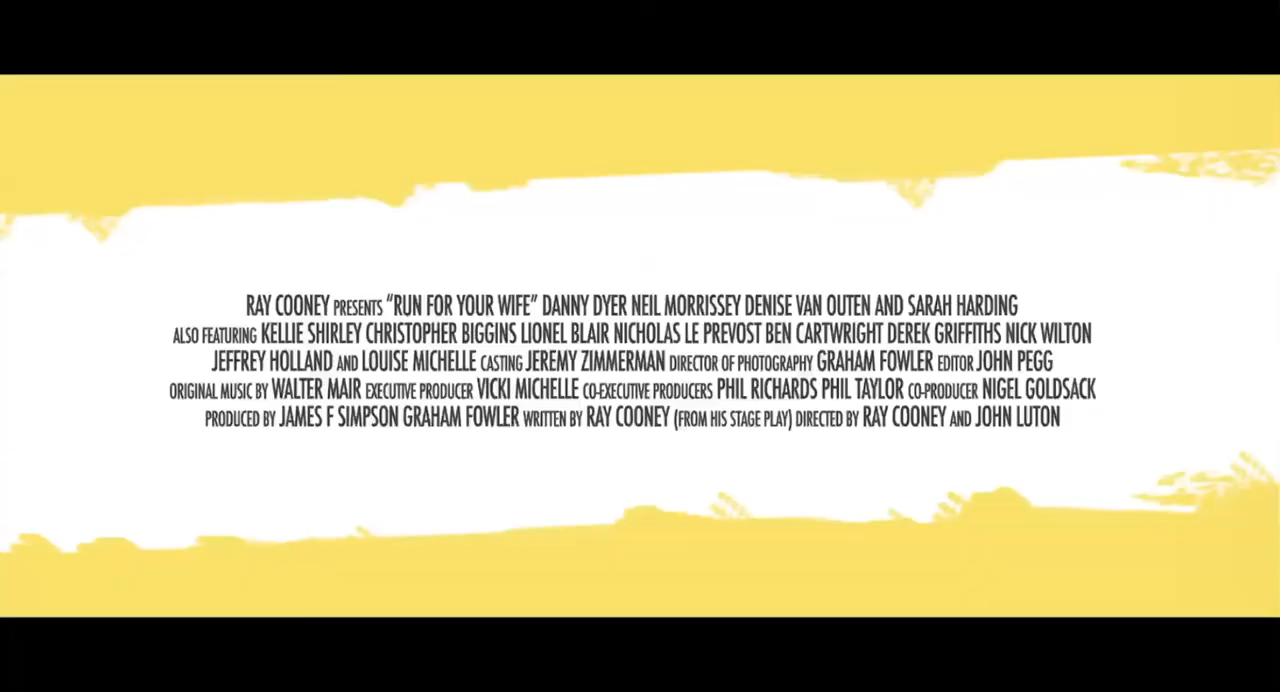 RAY COONEY PRESENTS “RUN FOR YOUR WIFE” DANNY DYER NEIL MORRISSEY DENISE VAN OUTEN AND SARAH HARDING
ALSO FEATURING KELLIE SHIRLEY CHRISTOPHER BIGGINS LIONEL BLAIR NICHOLAS LE PREVOST BEN CARTWRIGHT DEREK GRIFFITHS NICK WILTON
JEFFREY HOLLAND AND LOUISE MICHELLE CASTING JEREMY ZIMMERMAN DIRECTOR OF PHOTOGRAPHY GRAHAM FOWLER EDITOR JOHN PEGG
ORIGINAL MUSIC BY WALTER MAIR EXECUTIVE PRODUCER VICKI MICHELLE CO-EXECUTIVE PRODUCERS PHIL RICHARDS PHIL TAYLOR CO-PRODUCER NIGEL GOLDSACK
PRODUCED BY JAMES F SIMPSON GRAHAM FOWLER WRITTEN BY RAY COONEY (FROM HIS STAGE PLAY) DIRECTED BY RAY COONEY AND JOHN LUTON